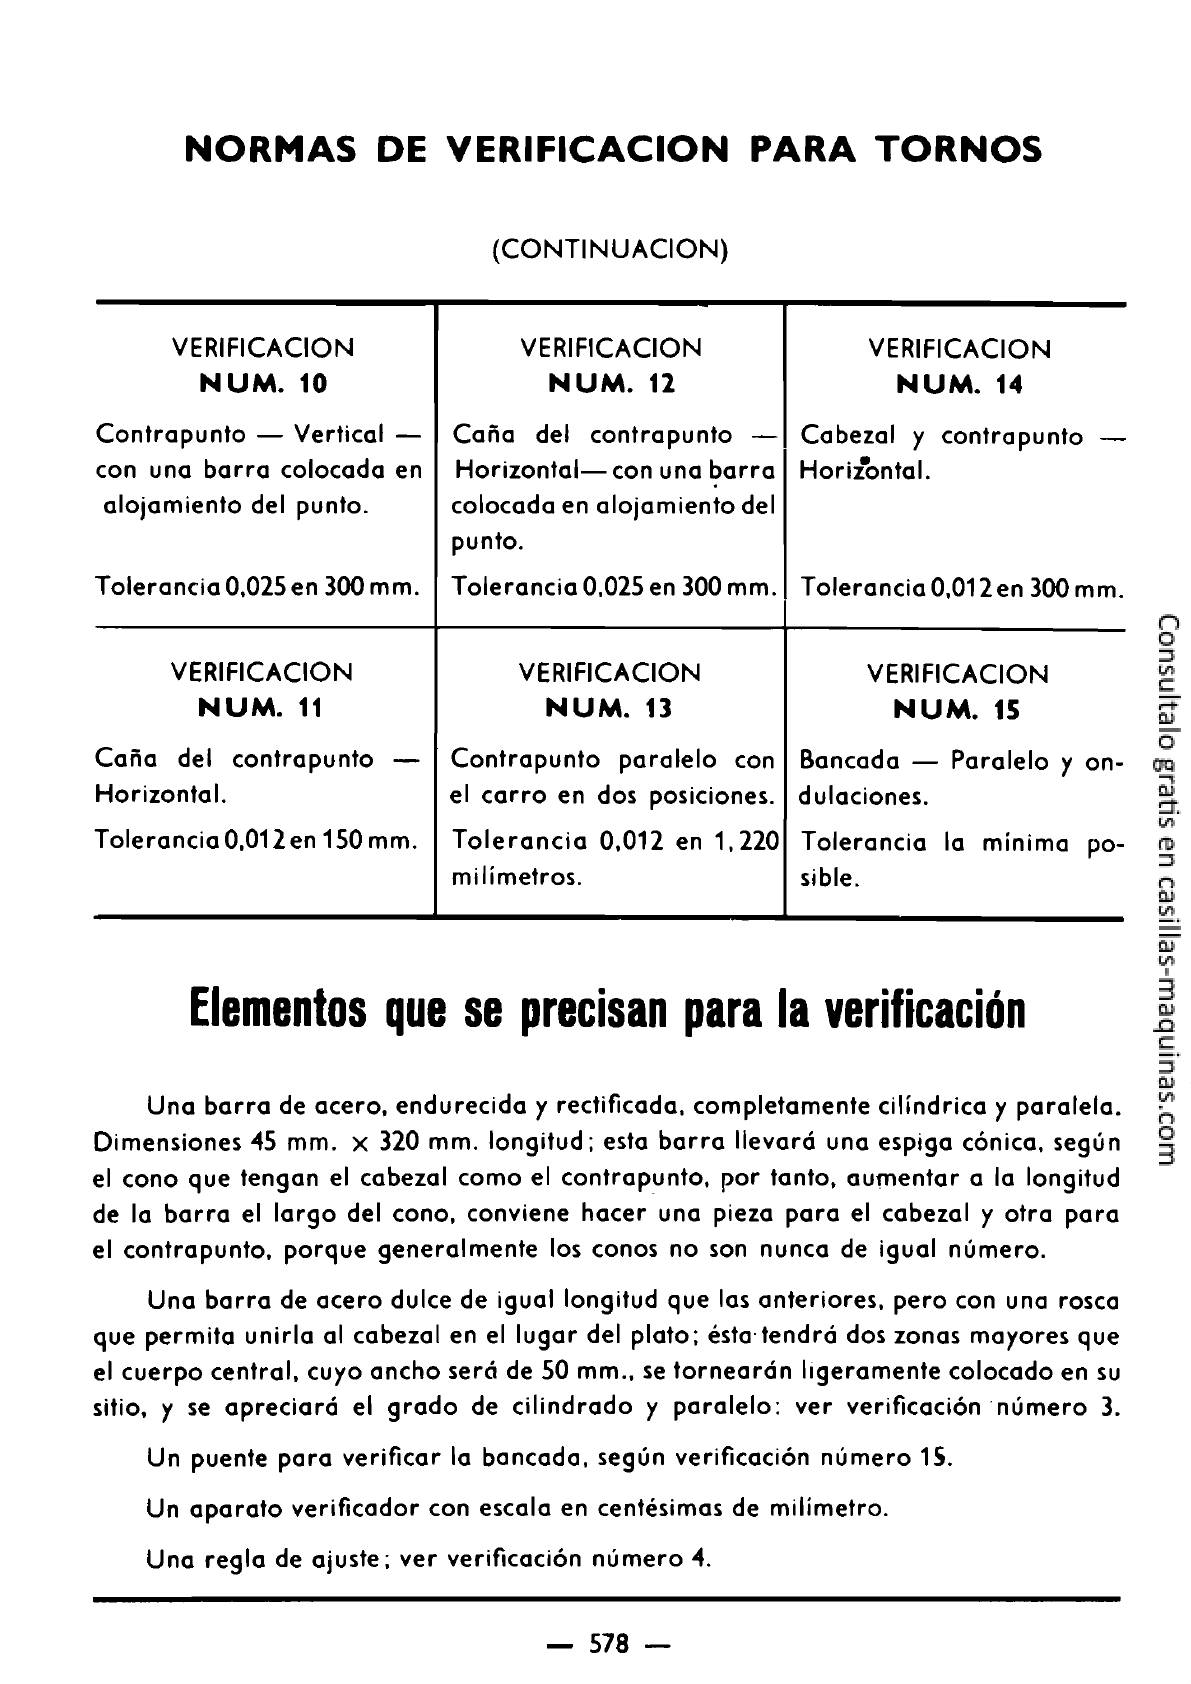 NORMAS DE VERIFICACION PARA TORNOS
(CONTINUACION)
VERIFICACION
NUM. 10
Contrapunto — Vertical —
con una barra colocada en
alojamiento del punto.
Tolerancia 0,025 en 300 mm.
VERIFICACION
NUM. 12
Caña del contrapunto —
Horizontal— con una barra
colocada en alojamiento del
punto.
Tolerancia 0,025 en 300 mm.
VERIFICACION
NUM. 14
Cabezal y contrapunto —
Horizontal.
Tolerancia 0,012 en 300 mm.
VERIFICACION
NUM. 11
Caña del contrapunto —
Horizontal.
Tolerancia 0,012 en 150 mm.
VERIFICACION
NUM. 13
Contrapunto paralelo con
el carro en dos posiciones.
Tolerancia 0,012 en 1,220
milímetros.
VERIFICACION
NUM. 15
Bancada — Paralelo y on-
dulaciones.
Tolerancia la mínima po-
sible.
Elementos que se precisan para la verificación
Una barra de acero, endurecida y rectificada, completamente cilíndrica y paralela.
Dimensiones 45 mm. x 320 mm. longitud; esta barra llevará una espiga cónica, según
el cono que tengan el cabezal como el contrapunto, por tanto, aumentar a la longitud
de la barra el largo del cono, conviene hacer una pieza para el cabezal y otra para
el contrapunto, porque generalmente los conos no son nunca de igual número.
Una barra de acero dulce de igual longitud que las anteriores, pero con una rosca
que permita unirla al cabezal en el lugar del plato; ésta tendrá dos zonas mayores que
el cuerpo central, cuyo ancho será de 50 mm., se tornearán ligeramente colocado en su
sitio, y se apreciará el grado de cilindrado y paralelo: ver verificación número 3.
Un puente para verificar la bancada, según verificación número 15.
Un aparato verificador con escala en centésimas de milímetro.
Una regla de ajuste; ver verificación número 4.
— 578 —
Consultalo gratis en casillas-maquinas.com